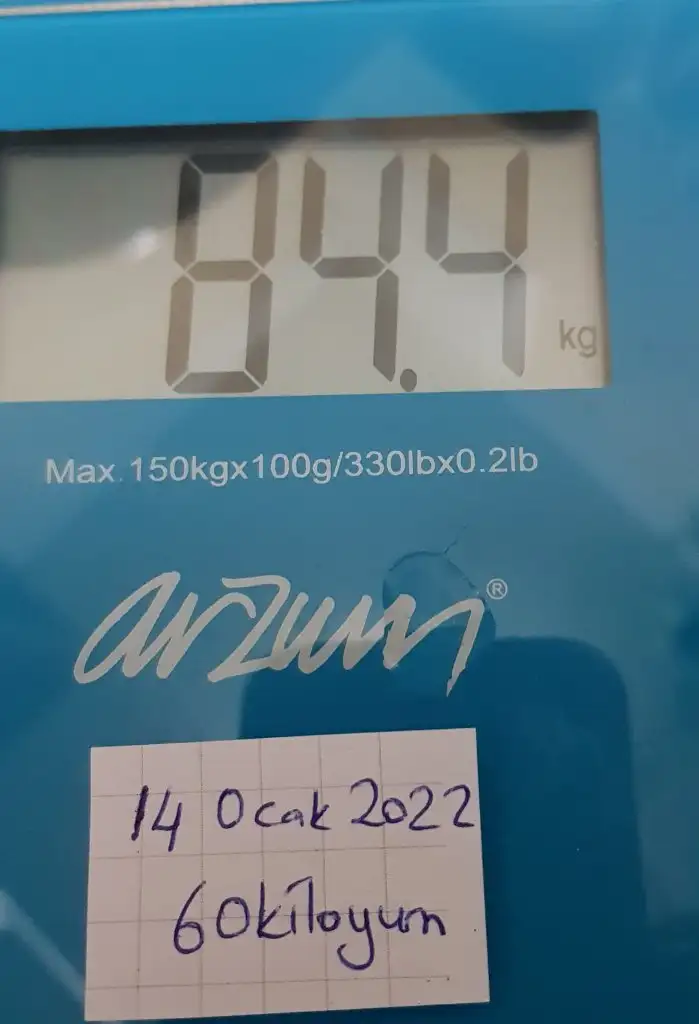 84.4 kg
Max.150kgx100g/330lbx0.2lb
arzum®
14 Ocak 2022
60kiloyum